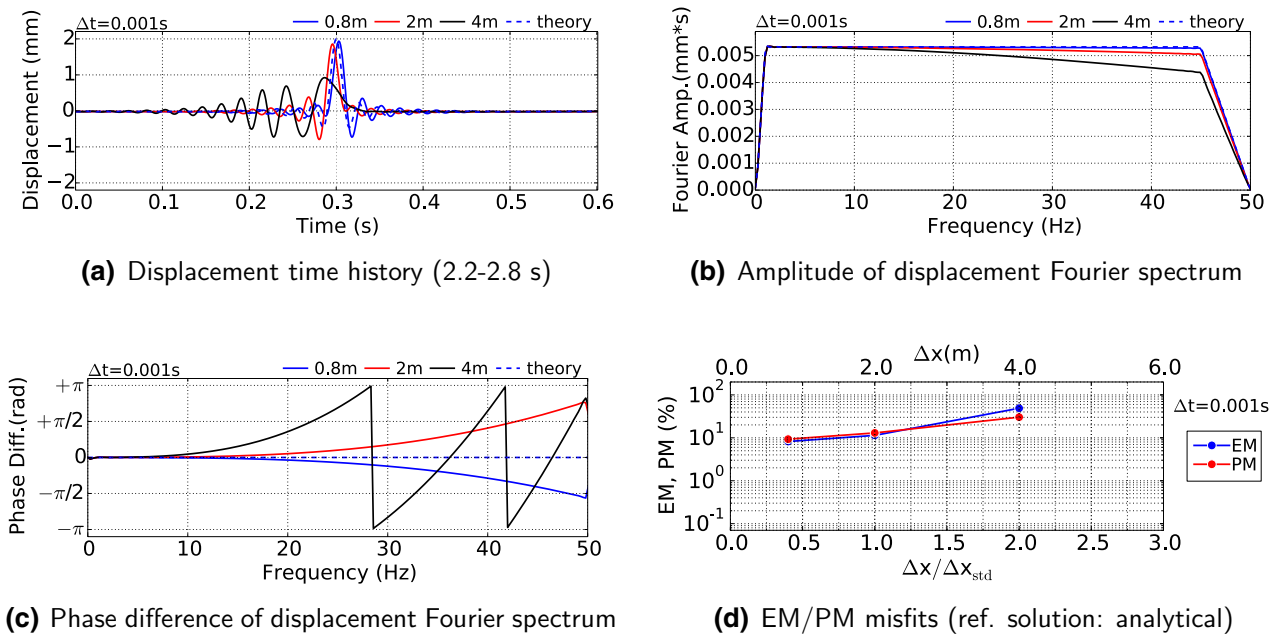 Δt=0.001s
0.8m 2m 4m theory
Displacement (mm)
2
1
0
−1
−2
0.0 0.1 0.2 0.3 0.4 0.5 0.6
Time (s)
(a) Displacement time history (2.2-2.8 s)
Δt=0.001s
0.8m 2m 4m theory
Fourier Amp.(mm*s)
0.005
0.004
0.003
0.002
0.001
0.000
0 10 20 30 40 50
Frequency (Hz)
(b) Amplitude of displacement Fourier spectrum
Δt=0.001s
0.8m 2m 4m theory
Phase Diff.(rad)
+π
+π/2
0
−π/2
−π
0 10 20 30 40 50
Frequency (Hz)
(c) Phase difference of displacement Fourier spectrum
Δx(m)
0.0 2.0 4.0 6.0
EM, PM (%)
10²
10¹
10⁰
10⁻¹
0.0 0.5 1.0 1.5 2.0 2.5 3.0
Δx/Δx_std
Δt=0.001s
EM
PM
(d) EM/PM misfits (ref. solution: analytical)